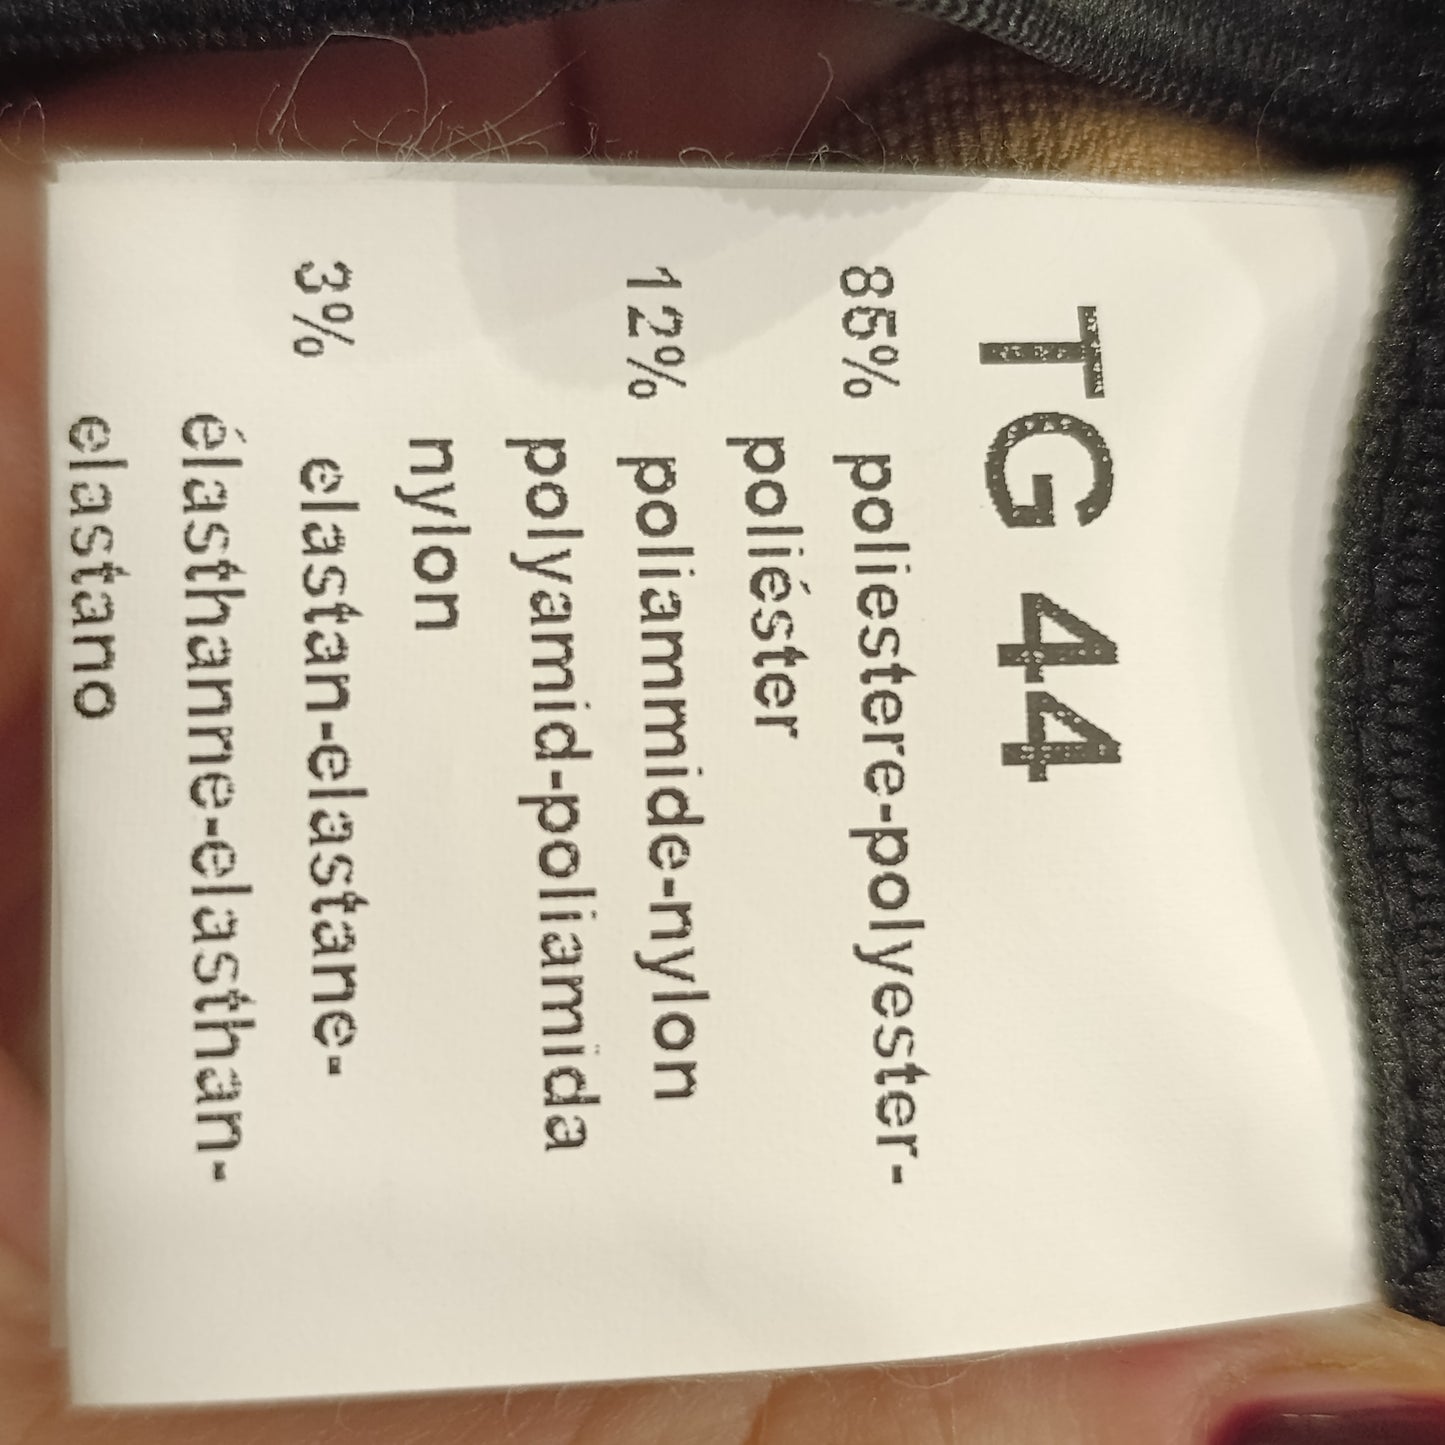 TG 44
85% poliestere-polyester-
poliéster
12% poliammide-nylon
polyamid-poliamida
nylon
3% elastan-elastane-
élasthanne-elasthan-
elastano